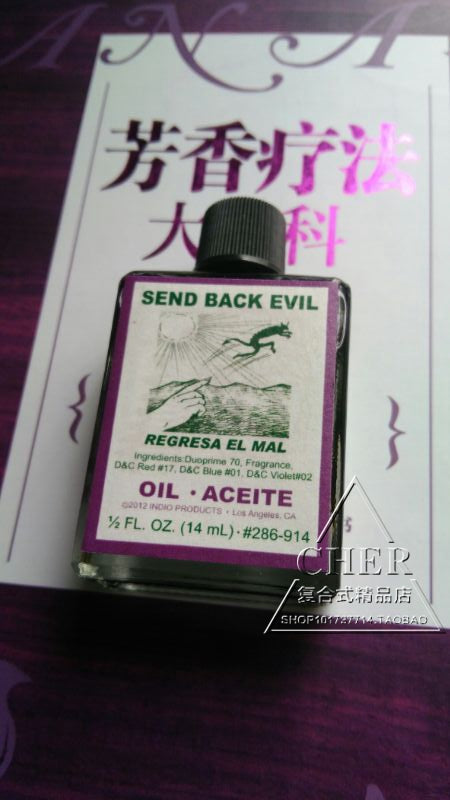 AN A
芳香疗法
大 科
SEND BACK EVIL
REGRESA EL MAL
Ingredients:Duoprime 70, Fragrance,
D&C Red #17, D&C Blue #01, D&C Violet#02
OIL · ACEITE
©2012 INDIO PRODUCTS · Los Angeles, CA
½ FL. OZ. (14 mL) · #286-914
CHER
复合式精品店
SHOP101737714.TAOBAO